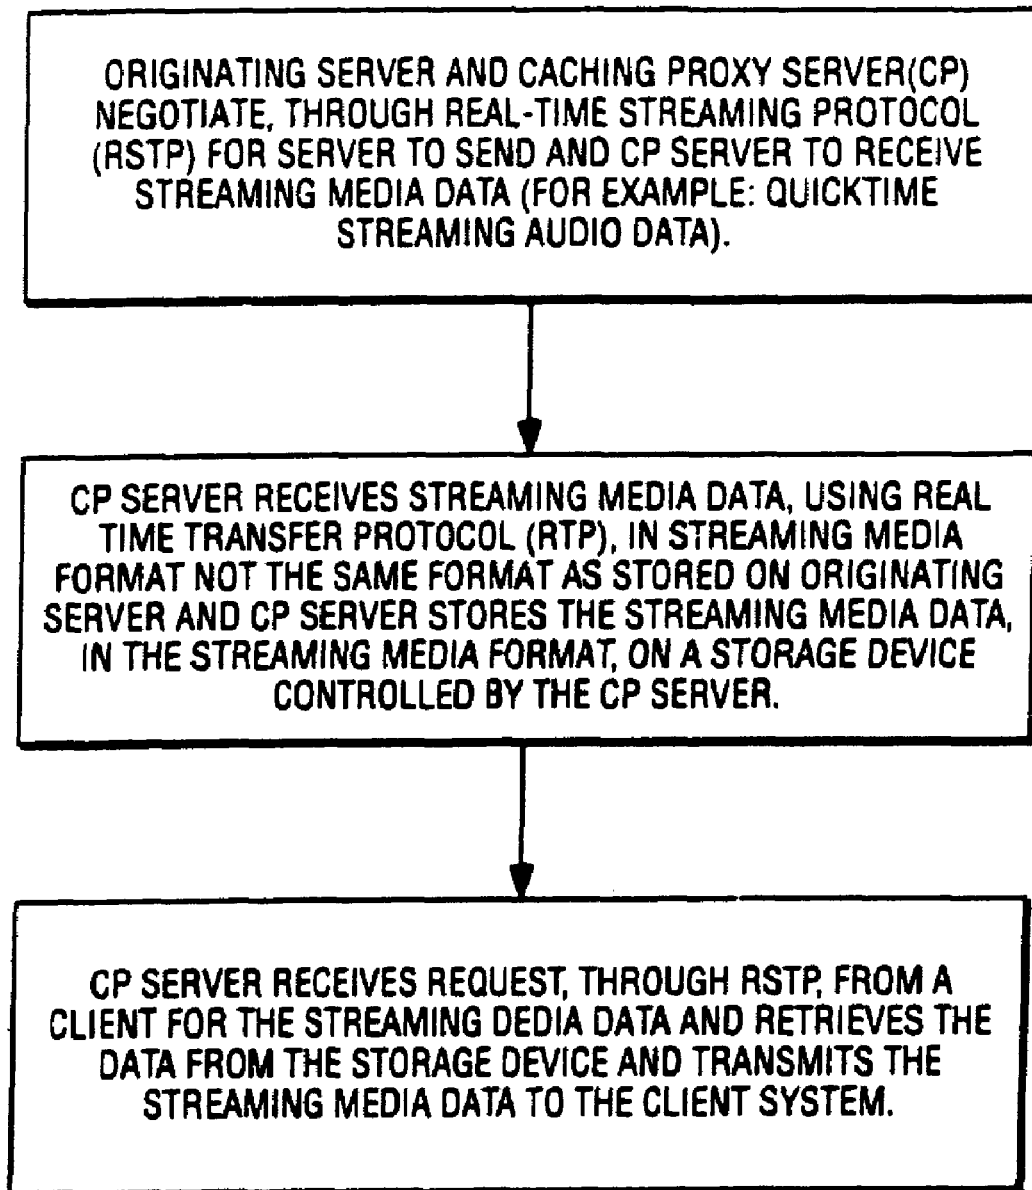 ORIGINATING SERVER AND CACHING PROXY SERVER(CP)
NEGOTIATE, THROUGH REAL-TIME STREAMING PROTOCOL
(RSTP) FOR SERVER TO SEND AND CP SERVER TO RECEIVE
STREAMING MEDIA DATA (FOR EXAMPLE: QUICKTIME
STREAMING AUDIO DATA).
CP SERVER RECEIVES STREAMING MEDIA DATA, USING REAL
TIME TRANSFER PROTOCOL (RTP), IN STREAMING MEDIA
FORMAT NOT THE SAME FORMAT AS STORED ON ORIGINATING
SERVER AND CP SERVER STORES THE STREAMING MEDIA DATA,
IN THE STREAMING MEDIA FORMAT, ON A STORAGE DEVICE
CONTROLLED BY THE CP SERVER.
CP SERVER RECEIVES REQUEST, THROUGH RSTP, FROM A
CLIENT FOR THE STREAMING DEDIA DATA AND RETRIEVES THE
DATA FROM THE STORAGE DEVICE AND TRANSMITS THE
STREAMING MEDIA DATA TO THE CLIENT SYSTEM.